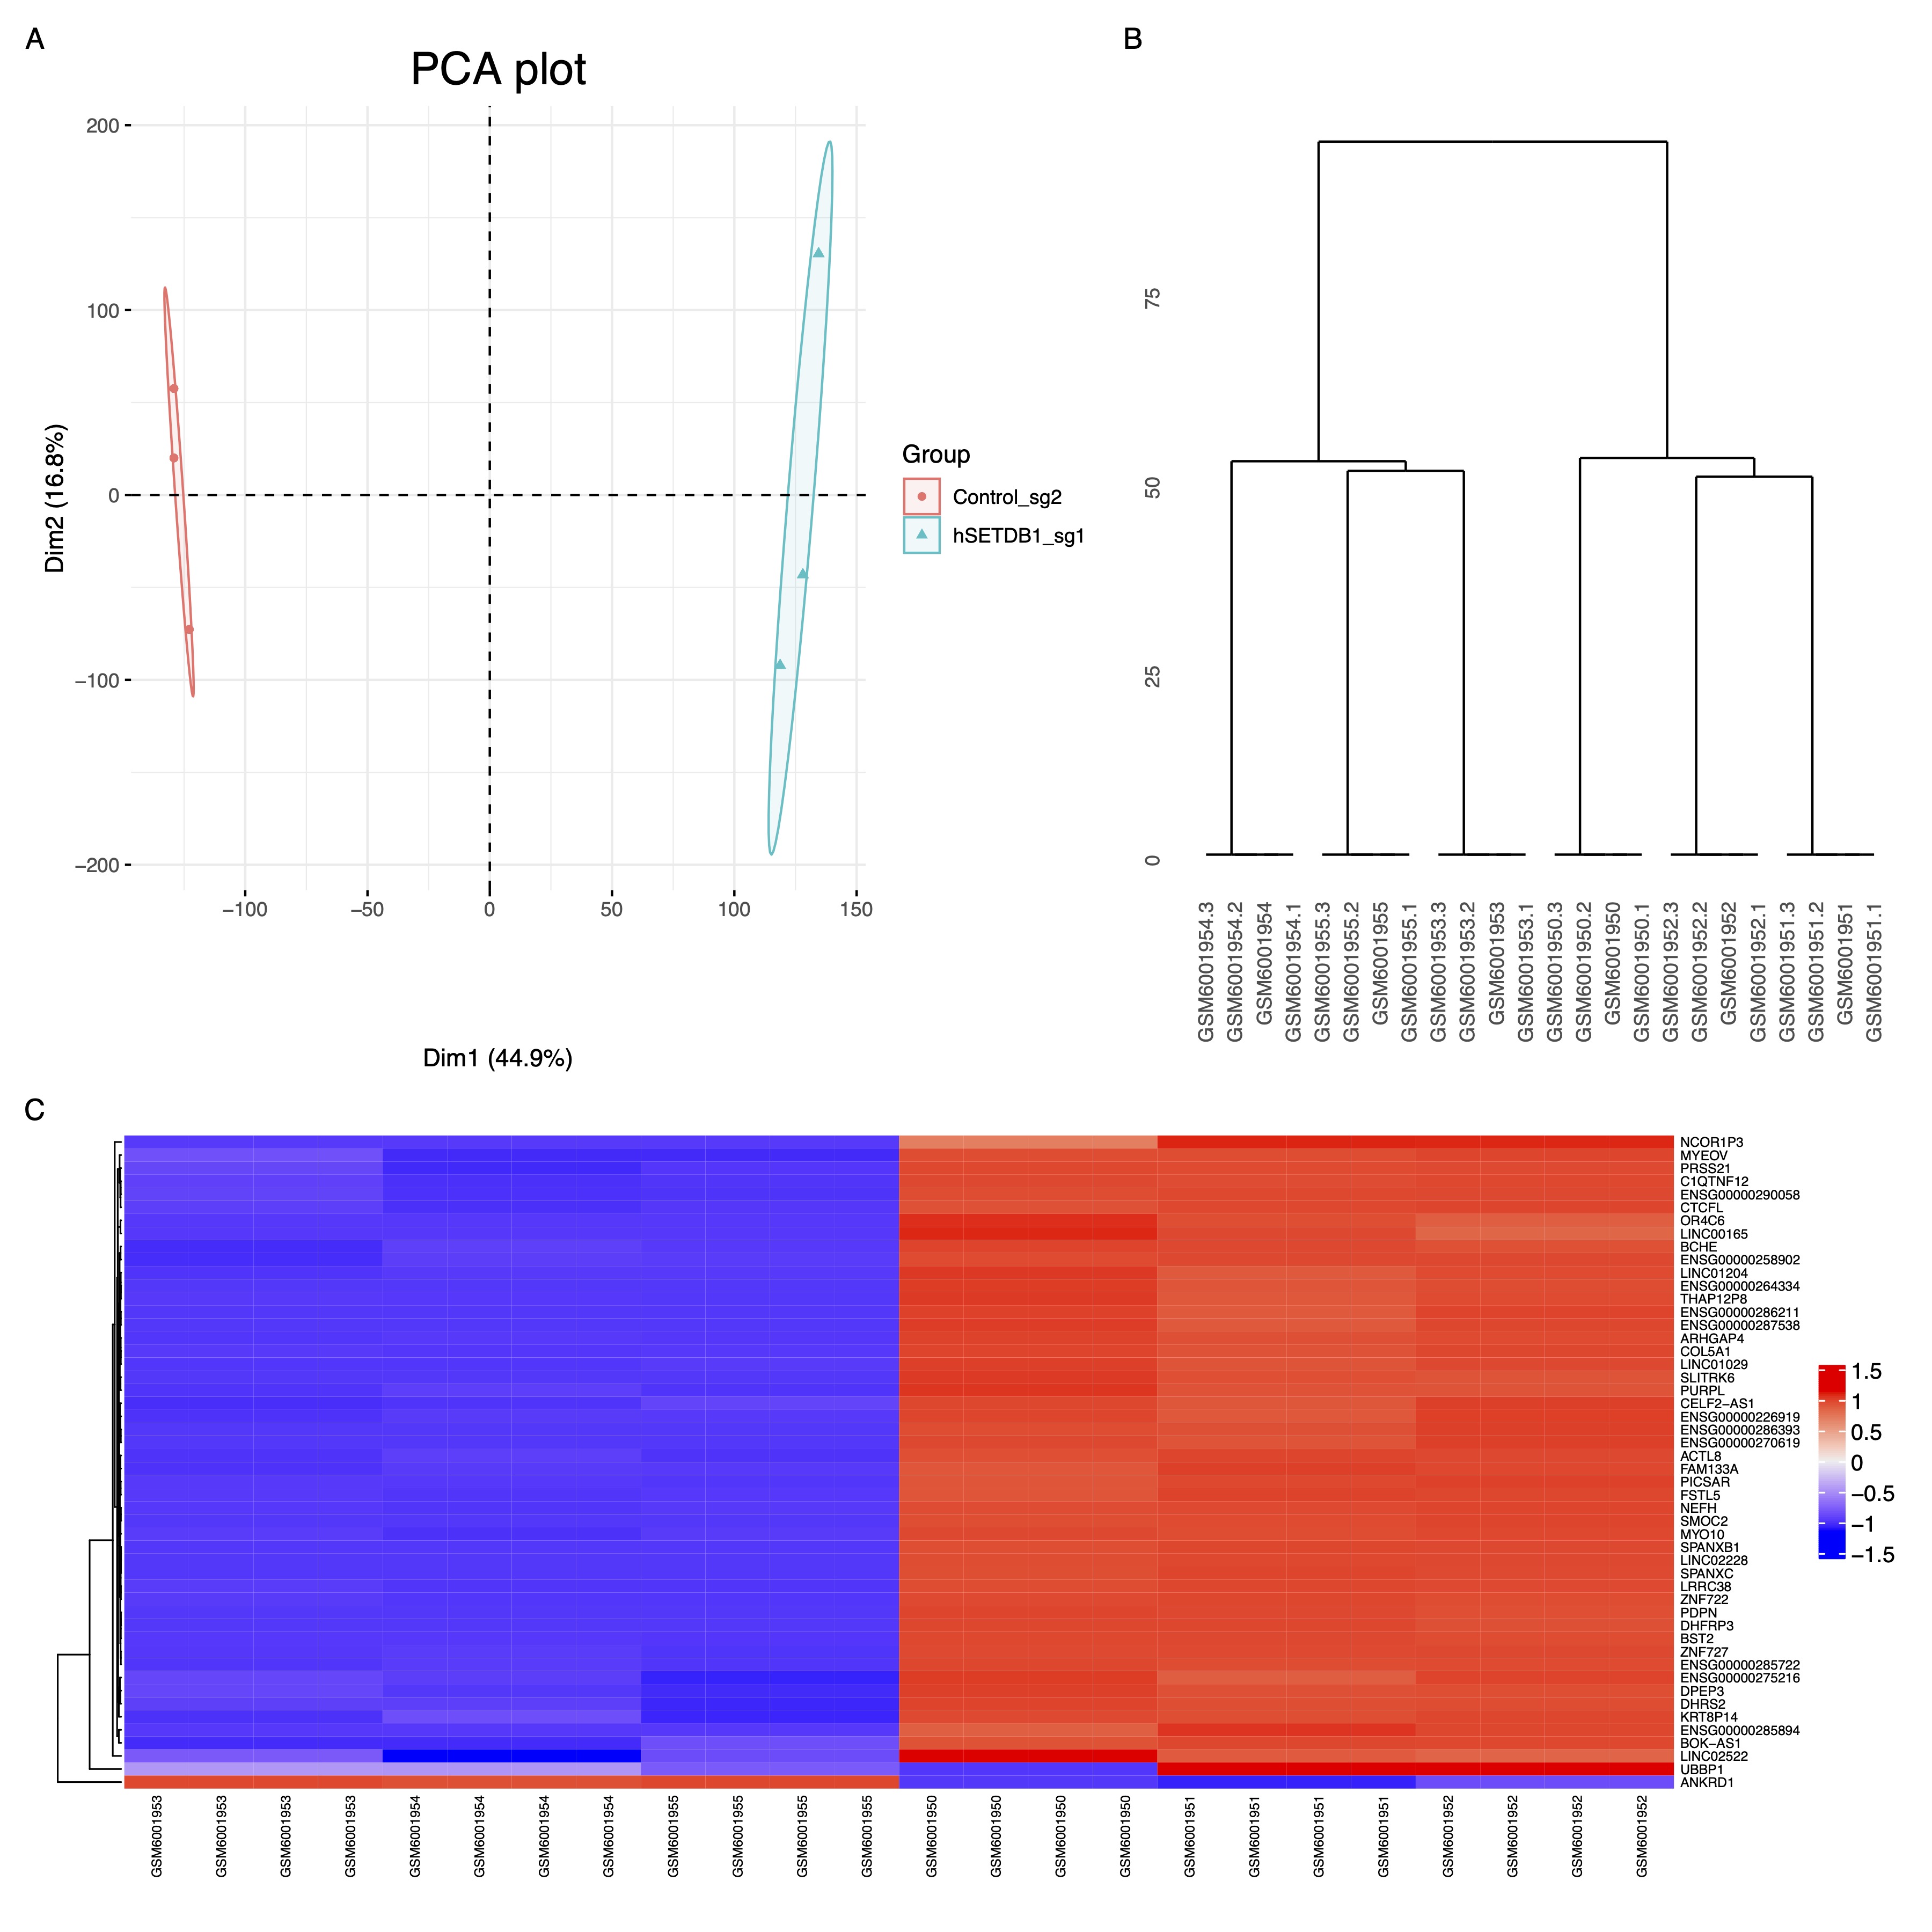 A
PCA plot
200
100
0
−100
−200
Dim2 (16.8%)
−100
−50
0
50
100
150
Dim1 (44.9%)
Group
Control_sg2
hSETDB1_sg1
B
75
50
25
0
GSM6001954.3
GSM6001954.2
GSM6001954
GSM6001954.1
GSM6001955.3
GSM6001955.2
GSM6001955
GSM6001955.1
GSM6001953.3
GSM6001953.2
GSM6001953
GSM6001953.1
GSM6001950.3
GSM6001950.2
GSM6001950
GSM6001950.1
GSM6001952.3
GSM6001952.2
GSM6001952
GSM6001952.1
GSM6001951.3
GSM6001951.2
GSM6001951
GSM6001951.1
C
NCOR1P3
MYEOV
PRSS21
C1QTNF12
ENSG00000290058
CTCFL
OR4C6
LINC00165
BCHE
ENSG00000258902
LINC01204
ENSG00000264334
THAP12P8
ENSG00000286211
ENSG00000287538
ARHGAP4
COL5A1
LINC01029
SLITRK6
PURPL
CELF2−AS1
ENSG00000226919
ENSG00000286393
ENSG00000270619
ACTL8
FAM133A
PICSAR
FSTL5
NEFH
SMOC2
MYO10
SPANXB1
LINC02228
SPANXC
LRRC38
ZNF722
PDPN
DHFRP3
BST2
ZNF727
ENSG00000285722
ENSG00000275216
DPEP3
DHRS2
KRT8P14
ENSG00000285894
BOK−AS1
LINC02522
UBBP1
ANKRD1
1.5
1
0.5
0
−0.5
−1
−1.5
GSM6001953
GSM6001953
GSM6001953
GSM6001953
GSM6001954
GSM6001954
GSM6001954
GSM6001954
GSM6001955
GSM6001955
GSM6001955
GSM6001955
GSM6001950
GSM6001950
GSM6001950
GSM6001950
GSM6001951
GSM6001951
GSM6001951
GSM6001951
GSM6001952
GSM6001952
GSM6001952
GSM6001952